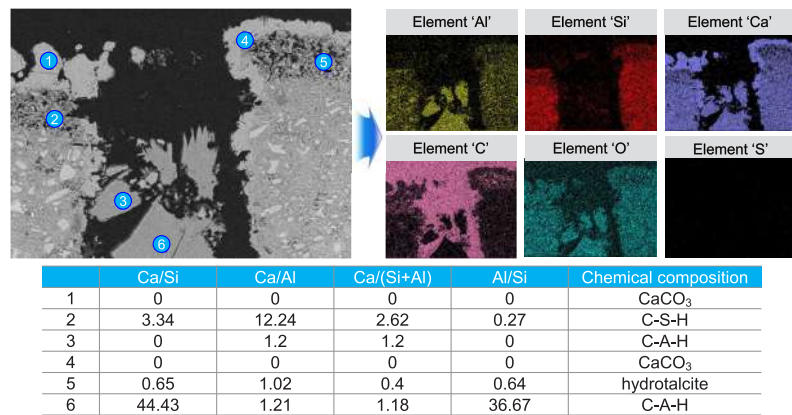 Element 'Al' Element 'Si' Element 'Ca'
4
1
5
2
Element 'C' Element 'O' Element 'S'
3
6
Ca/Si Ca/Al Ca/(Si+Al) Al/Si Chemical composition
1 0 0 0 0 CaCO₃
2 3.34 12.24 2.62 0.27 C-S-H
3 0 1.2 1.2 0 C-A-H
4 0 0 0 0 CaCO₃
5 0.65 1.02 0.4 0.64 hydrotalcite
6 44.43 1.21 1.18 36.67 C-A-H